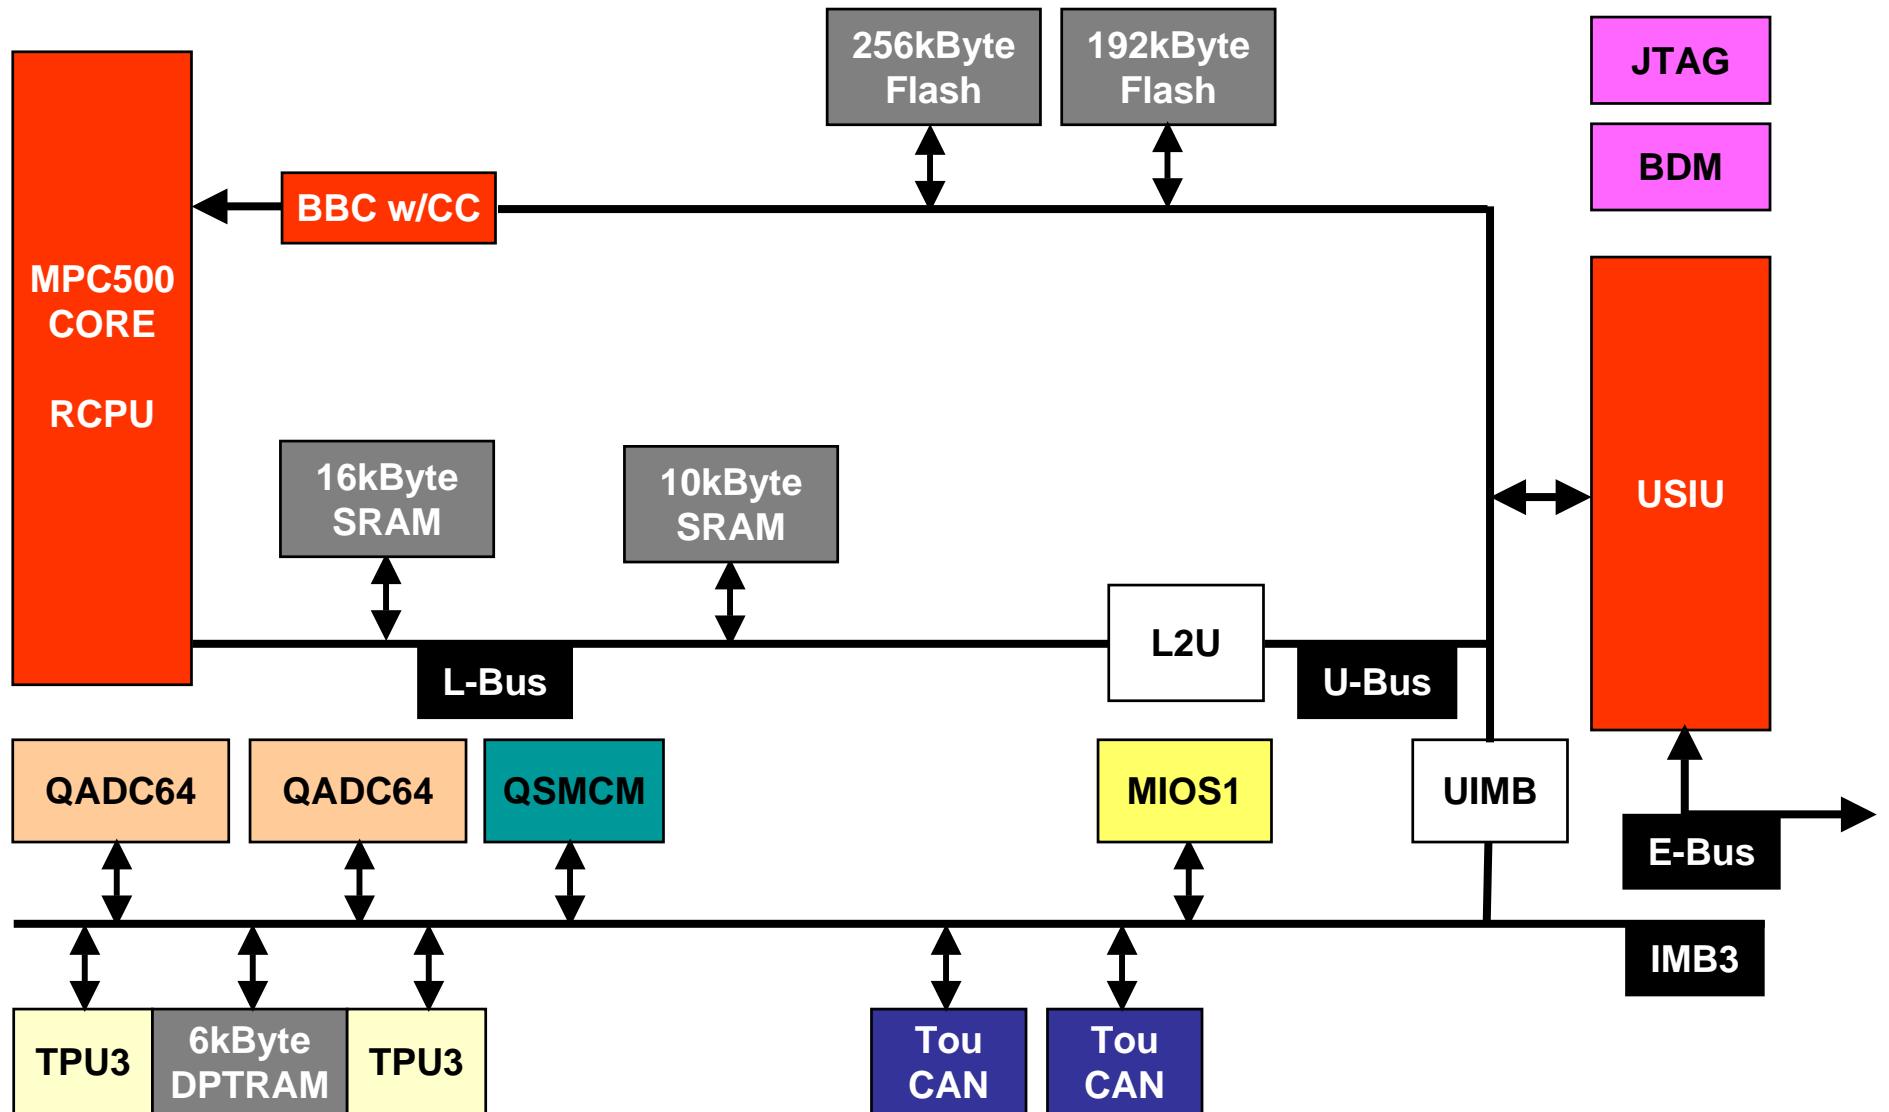 256kByte
Flash
192kByte
Flash
JTAG
BDM
BBC w/CC
MPC500
CORE
RCPU
16kByte
SRAM
10kByte
SRAM
USIU
L2U
L-Bus
U-Bus
QADC64
QADC64
QSMCM
MIOS1
UIMB
E-Bus
IMB3
TPU3
6kByte
DPTRAM
TPU3
Tou
CAN
Tou
CAN